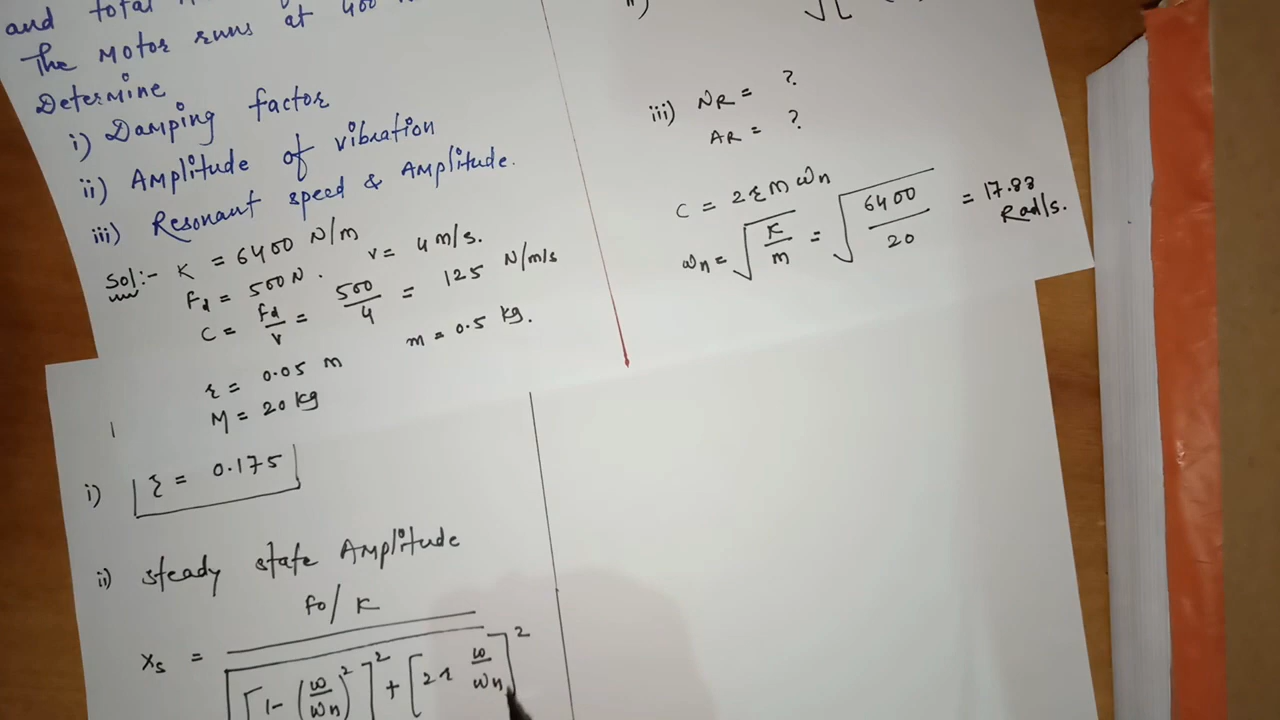 and total
The Motor runs at 400
Determine
i) Damping factor
ii) Amplitude of vibration
iii) Resonant speed & Amplitude.
Sol:- K = 6400 N/m
Fd = 500 N . v = 4 m/s.
C = Fd/v = 500/4 = 125 N/m/s
r = 0.05 m m = 0.5 kg.
M = 20 kg
i) ξ = 0.175
ii) steady state Amplitude
xs = F0/K / √[1-(ω/ωn)²]² + [2ξ ω/ωn]²
ii) √[
iii) NR = ?
AR = ?
C = 2ξMωn
ωn = √K/m = √6400/20 = 17.88 Rad/s.